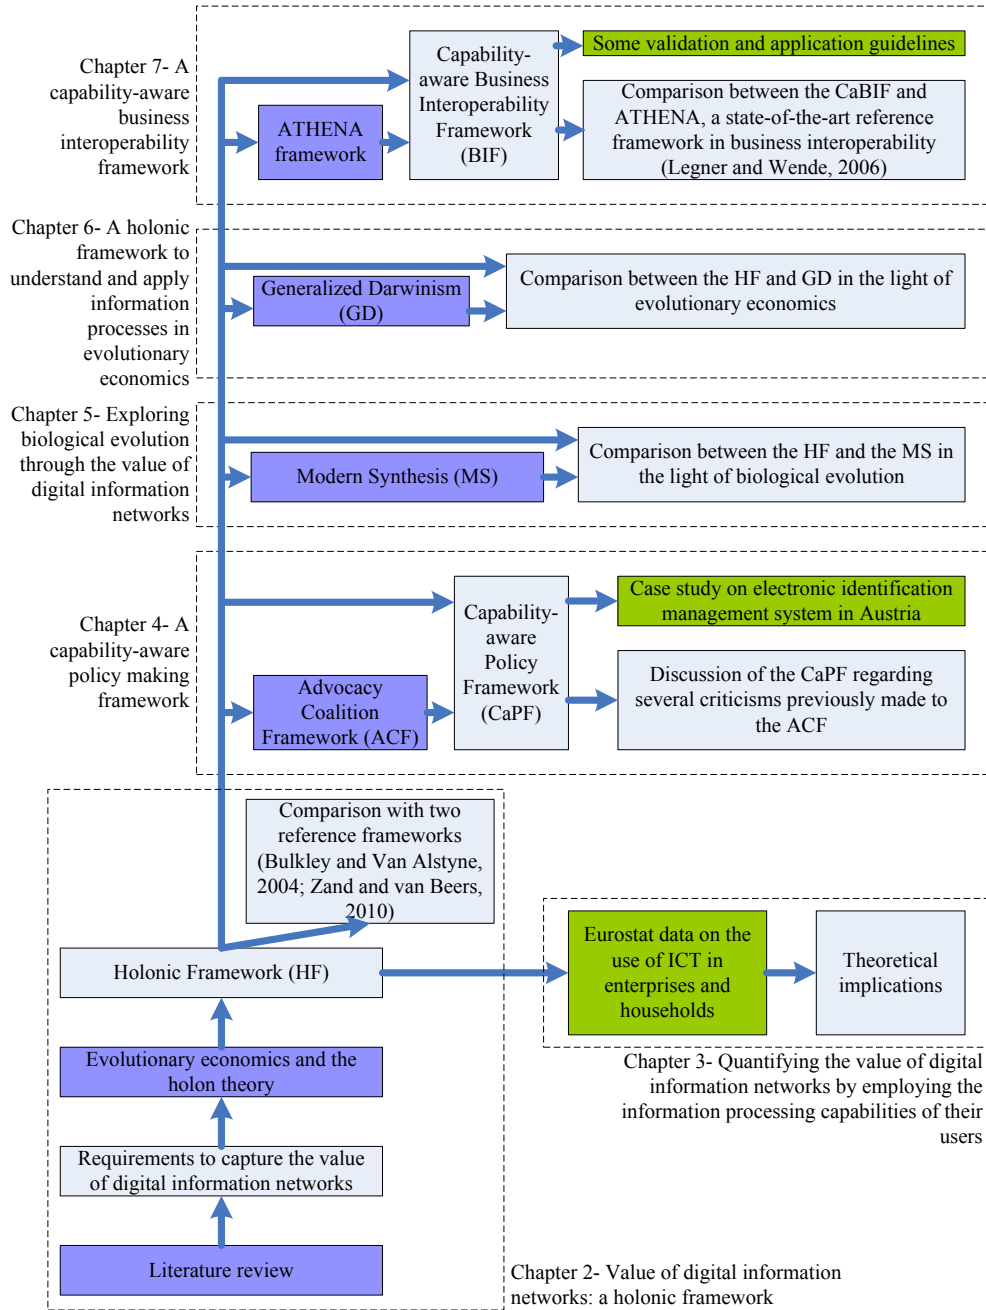 Chapter 7- A
capability-aware
business
interoperability
framework
ATHENA
framework
Capability-
aware Business
Interoperability
Framework
(BIF)
Some validation and application guidelines
Comparison between the CaBIF and
ATHENA, a state-of-the-art reference
framework in business interoperability
(Legner and Wende, 2006)
Chapter 6- A holonic
framework to
understand and apply
information
processes in
evolutionary
economics
Generalized Darwinism
(GD)
Comparison between the HF and GD in the light of
evolutionary economics
Chapter 5- Exploring
biological evolution
through the value of
digital information
networks
Modern Synthesis (MS)
Comparison between the HF and the MS in
the light of biological evolution
Chapter 4- A
capability-aware
policy making
framework
Advocacy
Coalition
Framework (ACF)
Capability-
aware
Policy
Framework
(CaPF)
Case study on electronic identification
management system in Austria
Discussion of the CaPF regarding
several criticisms previously made to
the ACF
Comparison with two
reference frameworks
(Bulkley and Van Alstyne,
2004; Zand and van Beers,
2010)
Holonic Framework (HF)
Evolutionary economics and the
holon theory
Requirements to capture the value
of digital information networks
Literature review
Eurostat data on the
use of ICT in
enterprises and
households
Theoretical
implications
Chapter 3- Quantifying the value of digital
information networks by employing the
information processing capabilities of their
users
Chapter 2- Value of digital information
networks: a holonic framework